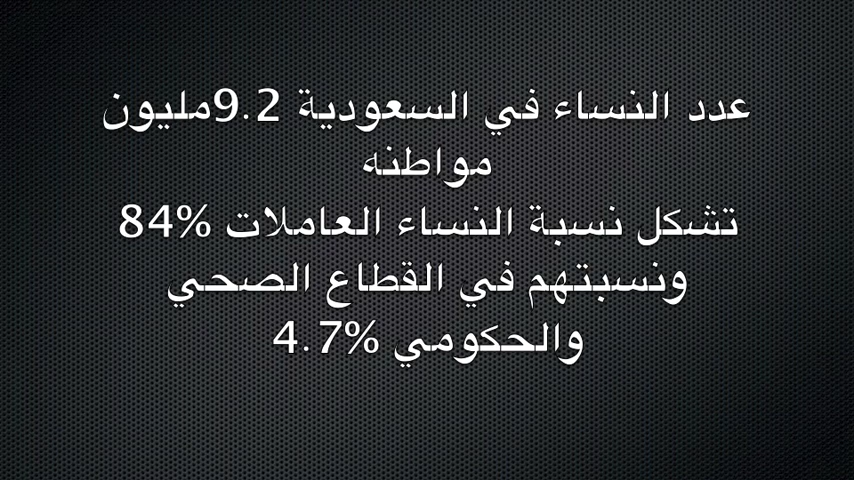 عدد النساء في السعودية 9.2مليون
مواطنه
تشكل نسبة النساء العاملات 84%
ونسبتهم في القطاع الصحي
والحكومي 4.7%